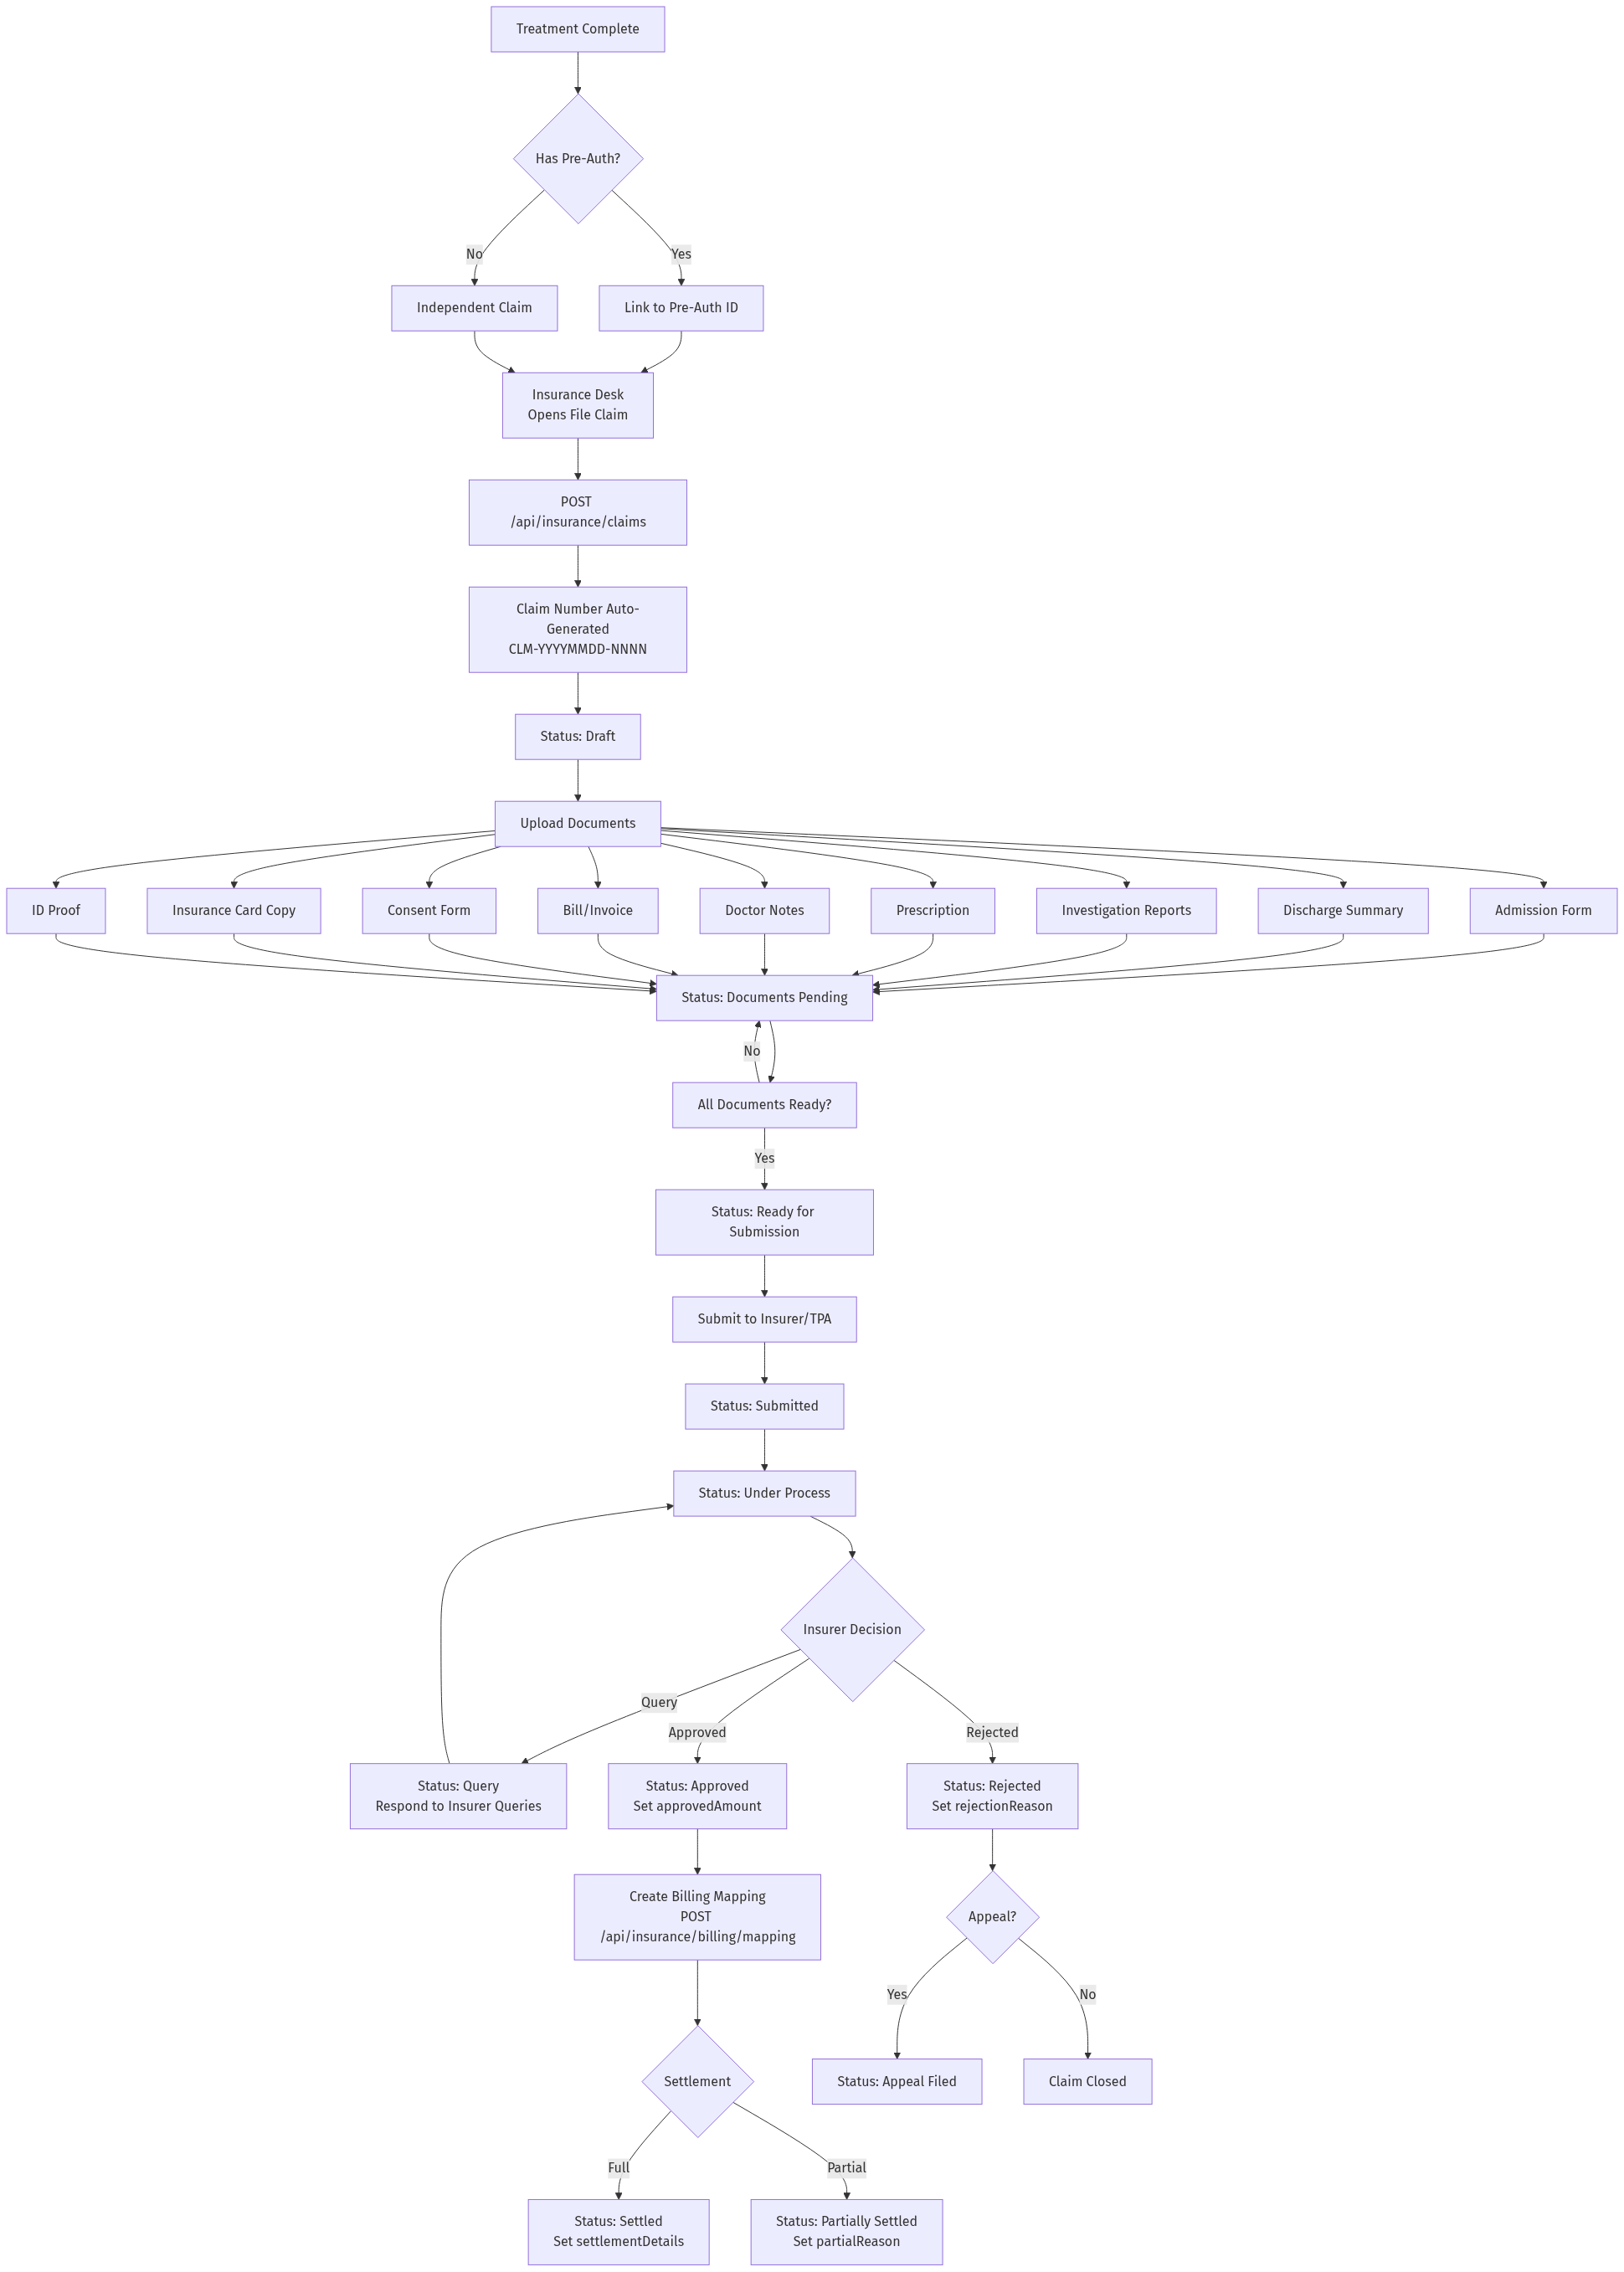 Treatment Complete
Has Pre-Auth?
No
Yes
Independent Claim
Link to Pre-Auth ID
Insurance Desk
Opens File Claim
POST
/api/insurance/claims
Claim Number Auto-
Generated
CLM-YYYYMMDD-NNNN
Status: Draft
Upload Documents
ID Proof
Insurance Card Copy
Consent Form
Bill/Invoice
Doctor Notes
Prescription
Investigation Reports
Discharge Summary
Admission Form
Status: Documents Pending
No
All Documents Ready?
Yes
Status: Ready for
Submission
Submit to Insurer/TPA
Status: Submitted
Status: Under Process
Insurer Decision
Query
Approved
Rejected
Status: Query
Respond to Insurer Queries
Status: Approved
Set approvedAmount
Status: Rejected
Set rejectionReason
Create Billing Mapping
POST
/api/insurance/billing/mapping
Appeal?
Yes
No
Settlement
Status: Appeal Filed
Claim Closed
Full
Partial
Status: Settled
Set settlementDetails
Status: Partially Settled
Set partialReason